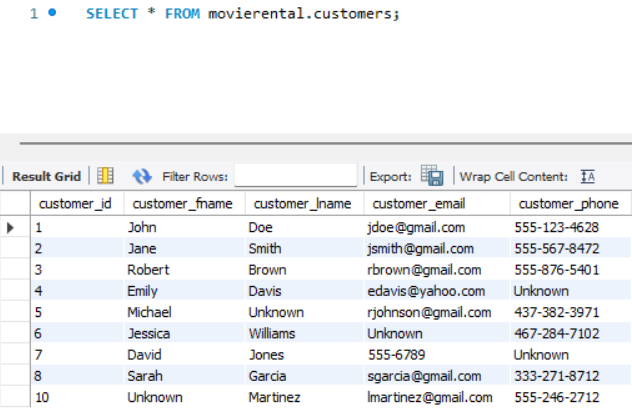 1 SELECT * FROM movierental.customers;
Result Grid Filter Rows: Export: Wrap Cell Content: IA
customer_id customer_fname customer_lname customer_email customer_phone
1 John Doe jdoe@gmail.com 555-123-4628
2 Jane Smith jsmith@gmail.com 555-567-8472
3 Robert Brown rbrown@gmail.com 555-876-5401
4 Emily Davis edavis@yahoo.com Unknown
5 Michael Unknown rjohnson@gmail.com 437-382-3971
6 Jessica Williams Unknown 467-284-7102
7 David Jones 555-6789 Unknown
8 Sarah Garcia sgarcia@gmail.com 333-271-8712
10 Unknown Martinez lmartinez@gmail.com 555-246-2712